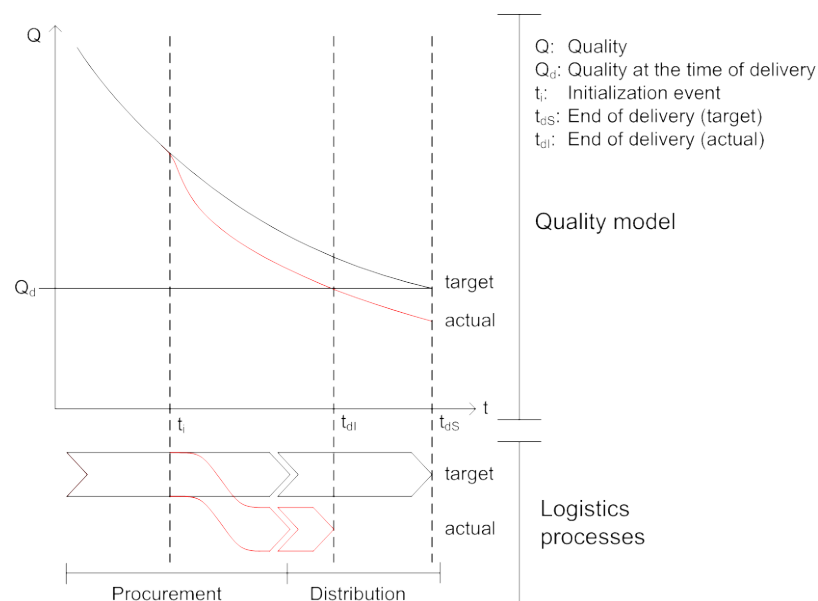 Q
Q: Quality
Qd: Quality at the time of delivery
ti: Initialization event
tdS: End of delivery (target)
tdI: End of delivery (actual)
Quality model
Qd
target
actual
t
ti
tdI
tdS
target
actual
Logistics
processes
Procurement
Distribution